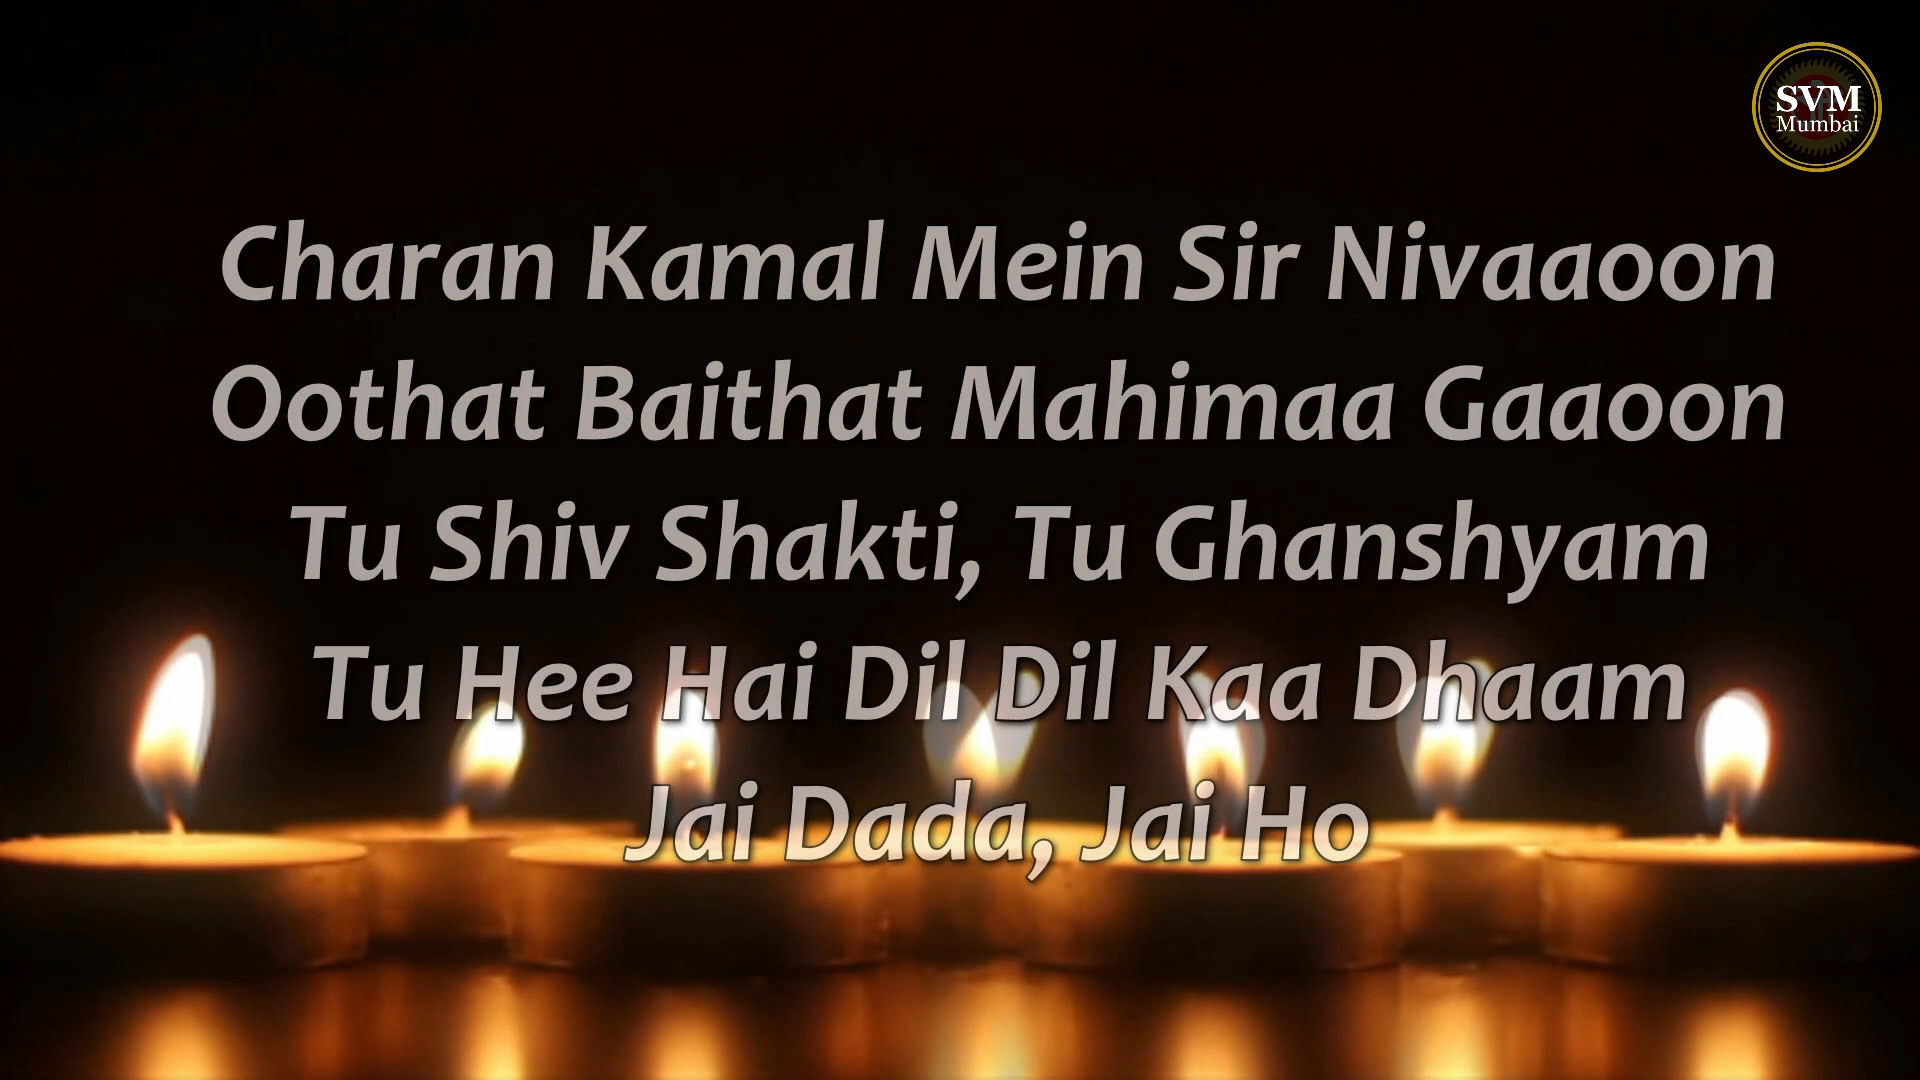 SVM
Mumbai
Charan Kamal Mein Sir Nivaaoon
Oothat Baithat Mahimaa Gaaoon
Tu Shiv Shakti, Tu Ghanshyam
Tu Hee Hai Dil Dil Kaa Dhaam
Jai Dada, Jai Ho